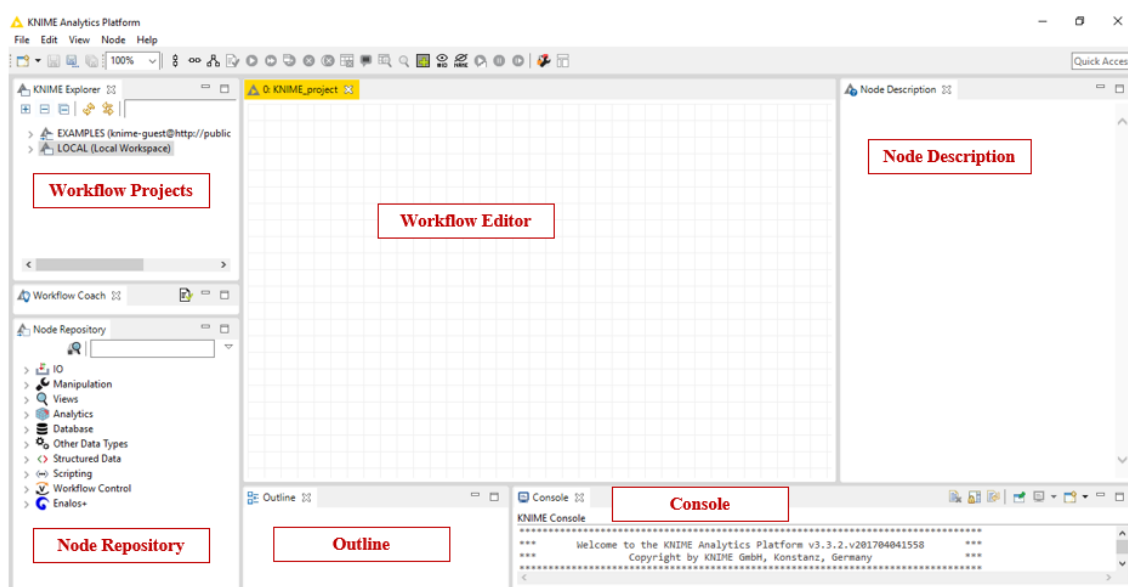 KNIME Analytics Platform
File Edit View Node Help
100%
Quick Acces
KNIME Explorer
EXAMPLES (knime-guest@http://public
LOCAL (Local Workspace)
Workflow Projects
Workflow Coach
Node Repository
IO
Manipulation
Views
Analytics
Database
Other Data Types
Structured Data
Scripting
Workflow Control
Enalos+
Node Repository
0: KNIME_project
Workflow Editor
Node Description
Node Description
Outline
Outline
Console
Console
KNIME Console
*** Welcome to the KNIME Analytics Platform v3.3.2.v201704041558 ***
*** Copyright by KNIME GmbH, Konstanz, Germany ***